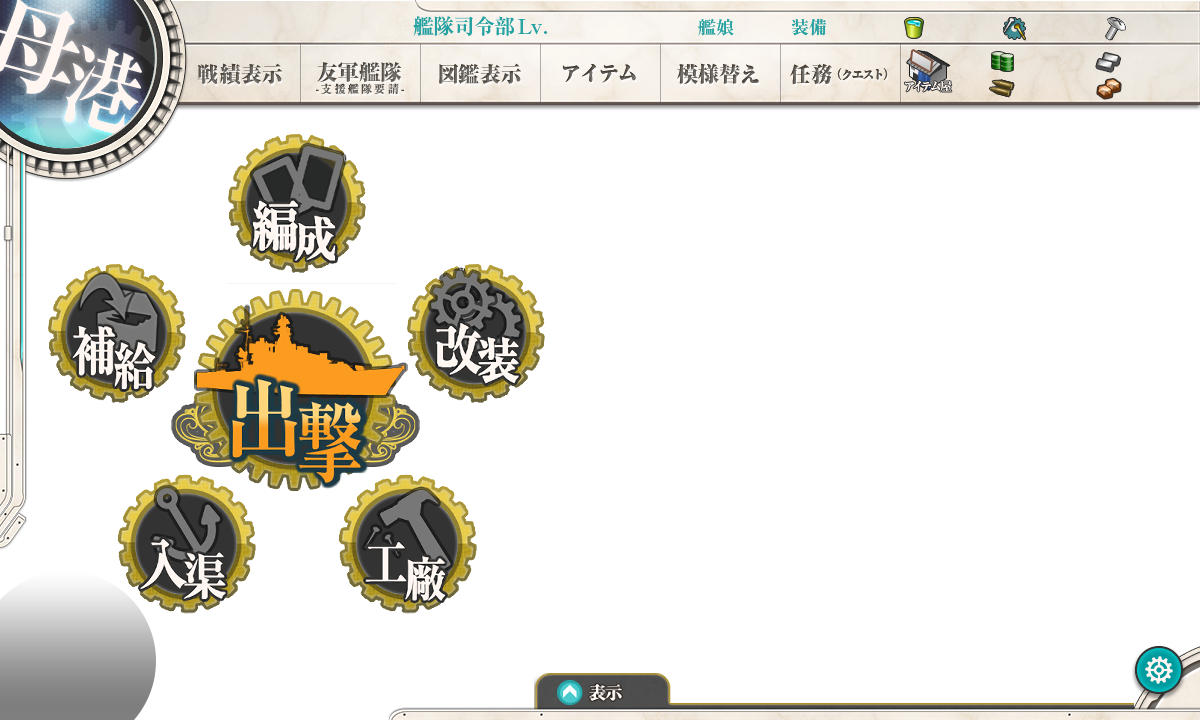 母港
艦隊司令部Lv.
艦娘
装備
戦績表示
友軍艦隊
-支援艦隊要請-
図鑑表示
アイテム
模様替え
任務(クエスト)
アイテム屋
編成
補給
改装
出撃
入渠
工廠
表示